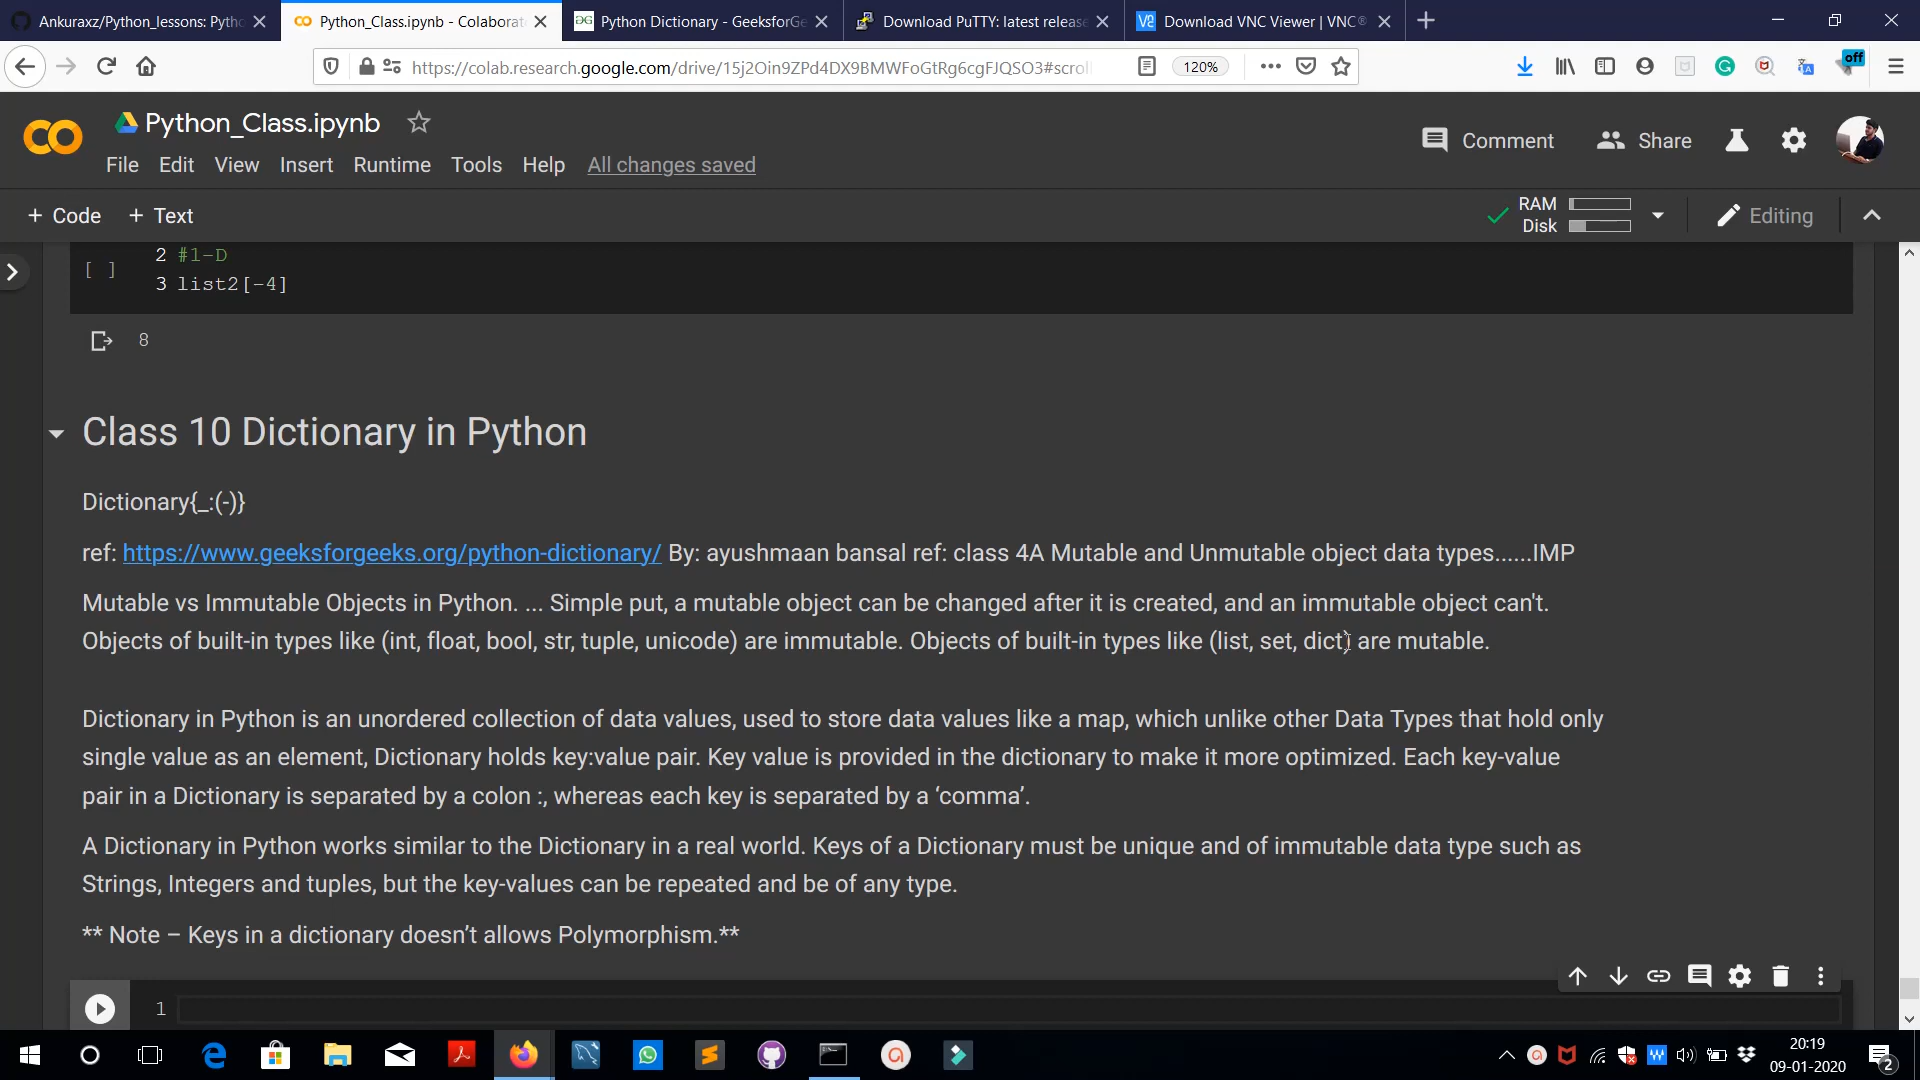 Ankuraxz/Python_lessons: Pytho
Python_Class.ipynb - Colaborat
Python Dictionary - GeeksforGe
Download PuTTY: latest release
Download VNC Viewer | VNC®
https://colab.research.google.com/drive/15j2Oin9ZPd4DX9BMWFoGtRg6cgFJQSO3#scroll
120%
off
CO
Python_Class.ipynb
Comment
Share
File Edit View Insert Runtime Tools Help All changes saved
+ Code + Text
RAM
Disk
Editing
2 #1-D
[ ]
3 list2[-4]
8
Class 10 Dictionary in Python
Dictionary{_:(-)}
ref: https://www.geeksforgeeks.org/python-dictionary/ By: ayushmaan bansal ref: class 4A Mutable and Unmutable object data types......IMP
Mutable vs Immutable Objects in Python. ... Simple put, a mutable object can be changed after it is created, and an immutable object can't.
Objects of built-in types like (int, float, bool, str, tuple, unicode) are immutable. Objects of built-in types like (list, set, dict) are mutable.
Dictionary in Python is an unordered collection of data values, used to store data values like a map, which unlike other Data Types that hold only
single value as an element, Dictionary holds key:value pair. Key value is provided in the dictionary to make it more optimized. Each key-value
pair in a Dictionary is separated by a colon :, whereas each key is separated by a ‘comma’.
A Dictionary in Python works similar to the Dictionary in a real world. Keys of a Dictionary must be unique and of immutable data type such as
Strings, Integers and tuples, but the key-values can be repeated and be of any type.
** Note – Keys in a dictionary doesn’t allows Polymorphism.**
1
20:19
09-01-2020
2